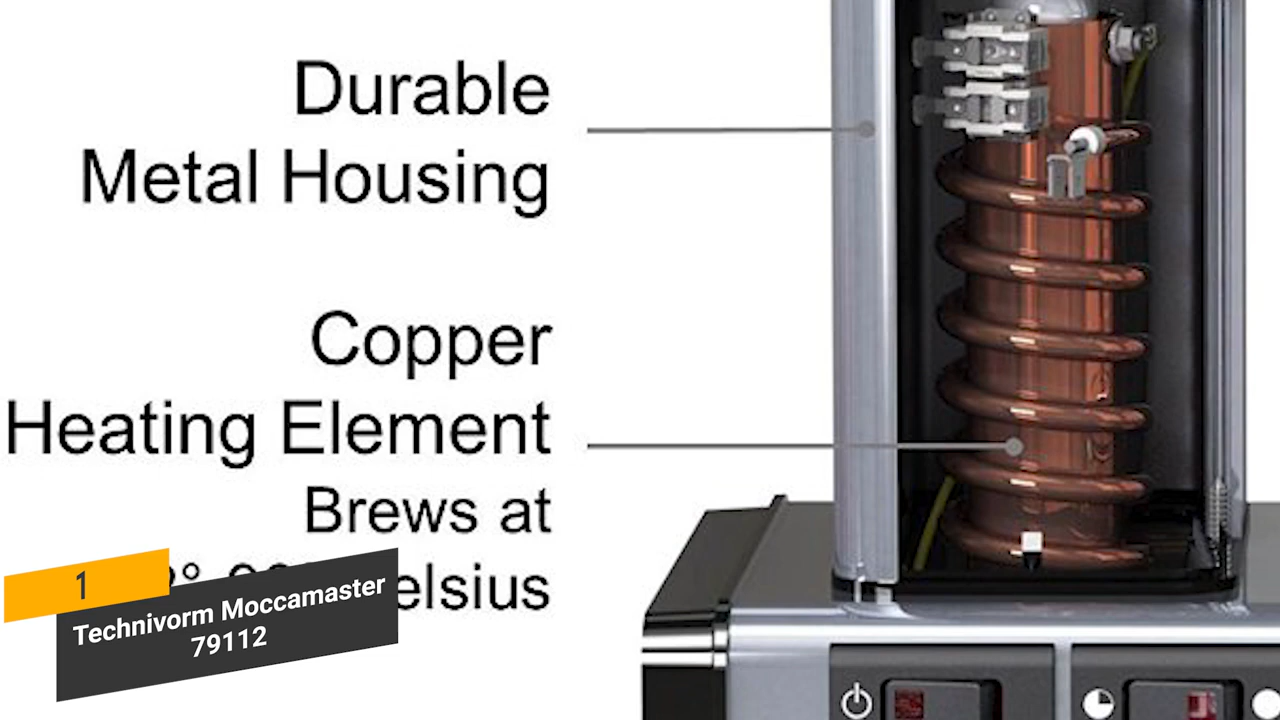 Durable
Metal Housing
Copper
Heating Element
Brews at
1
Technivorm Moccamaster
79112